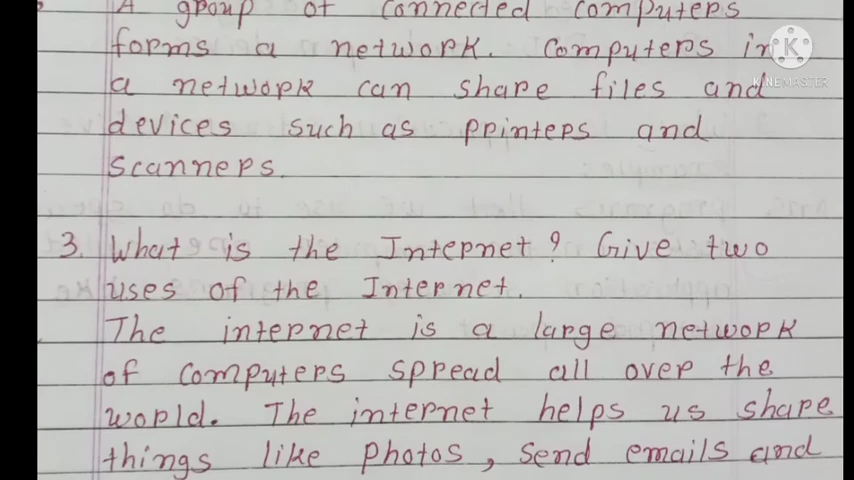 A group of connected computers
forms a network. Computers in
a network can share files and
devices such as printers and
scanners.
3. What is the Internet? Give two
uses of the Internet.
The internet is a large network
of computers spread all over the
world. The internet helps us share
things like photos, send emails and
K
KINEMASTER